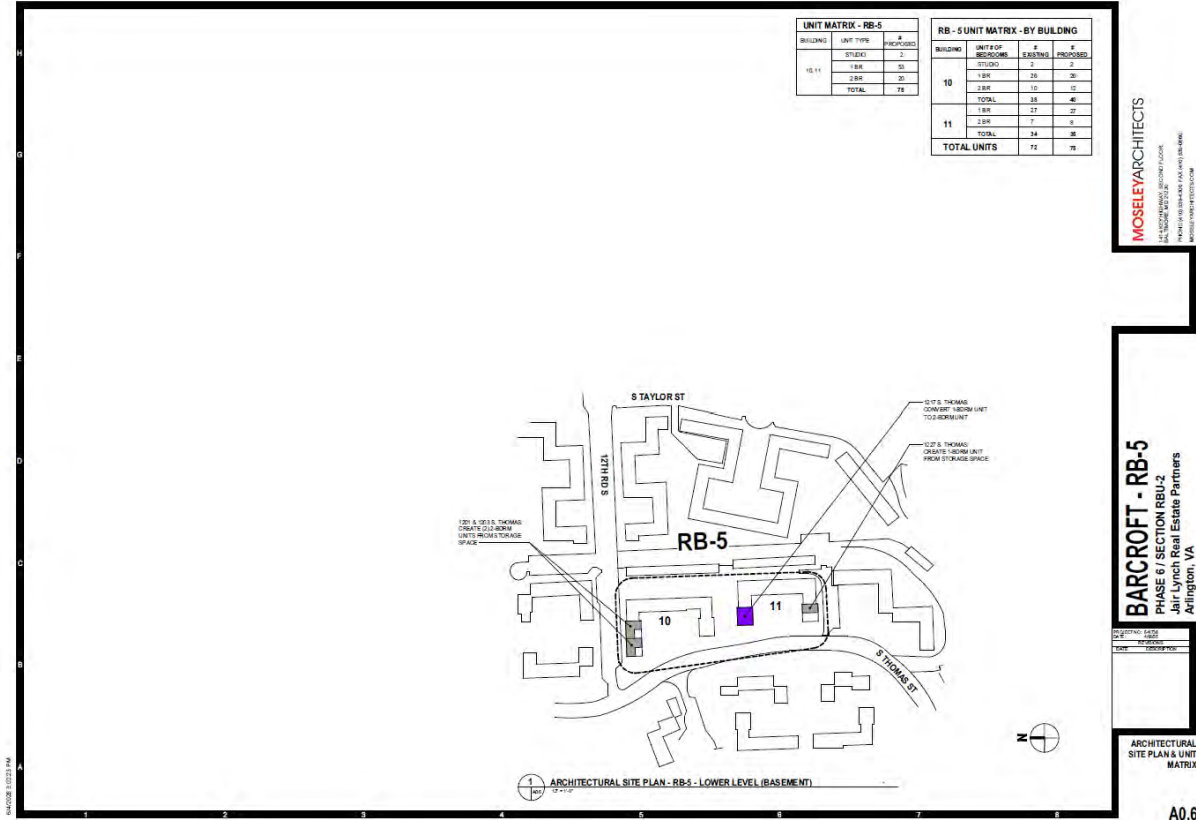 UNIT MATRIX - RB-5
BUILDING UNIT TYPE # PROPOSED
10, 11 STUDIO 2
1 BR 53
2 BR 20
TOTAL 75
RB - 5 UNIT MATRIX - BY BUILDING
BUILDING UNIT # OF BEDROOMS # EXISTING # PROPOSED
10 STUDIO 2 2
1 BR 26
2 BR 10 12
TOTAL 40
11 1 BR 27 27
2 BR 7 8
TOTAL 34
TOTAL UNITS 72 75
MOSELEYARCHITECTS
MOSELEYARCHITECTS.COM
BARCROFT - RB-5
PHASE 6 / SECTION RBU-2
Jair Lynch Real Estate Partners
Arlington, VA
REVISIONS
DATE DESCRIPTION
ARCHITECTURAL
SITE PLAN & UNIT
MATRIX
A0.6
S TAYLOR ST
12TH RD S
1217 S. THOMAS:
CONVERT 1-BDRM UNIT
TO 2-BDRM UNIT
1227 S. THOMAS:
CREATE 1-BDRM UNIT
FROM STORAGE SPACE
1201 & 1203 S. THOMAS:
CREATE (2) 2-BDRM
UNITS FROM STORAGE
SPACE
RB-5
10
11
S THOMAS ST
N
1 ARCHITECTURAL SITE PLAN - RB-5 - LOWER LEVEL (BASEMENT)
H
G
F
E
D
C
B
A
1 2 3 4 5 6 7 8